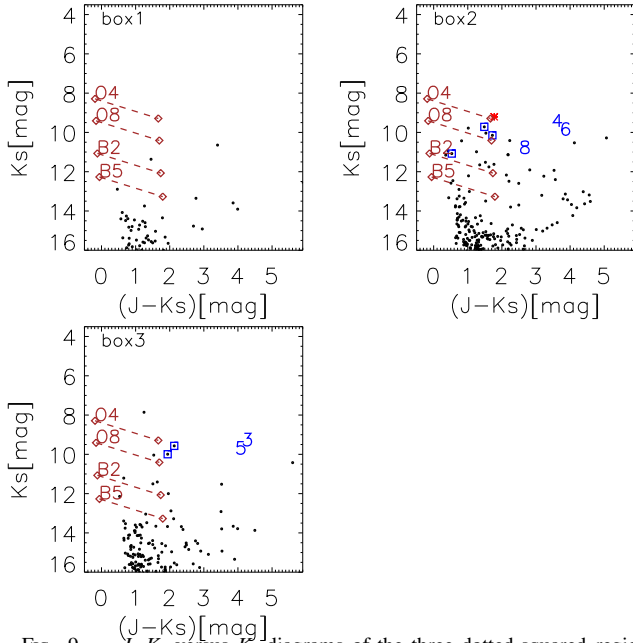 box1
4
6
8
10
12
14
16
Ks[mag]
O4
O8
B2
B5
0 1 2 3 4 5
(J-Ks)[mag]
box2
4
6
8
10
12
14
16
Ks[mag]
O4
O8
B2
B5
4
6
8
0 1 2 3 4 5
(J-Ks)[mag]
box3
4
6
8
10
12
14
16
Ks[mag]
O4
O8
B2
B5
3
5
0 1 2 3 4 5
(J-Ks)[mag]